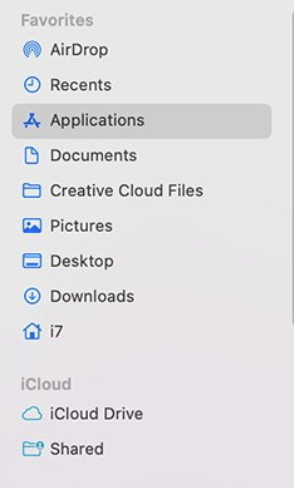 Favorites
AirDrop
Recents
Applications
Documents
Creative Cloud Files
Pictures
Desktop
Downloads
i7
iCloud
iCloud Drive
Shared